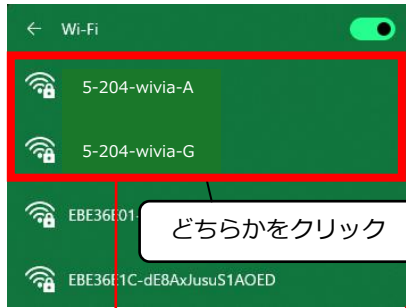 ← Wi-Fi
5-204-wivia-A
5-204-wivia-G
EBE36E01-
どちらかをクリック
EBE36E1C-dE8AxJusuS1AOED